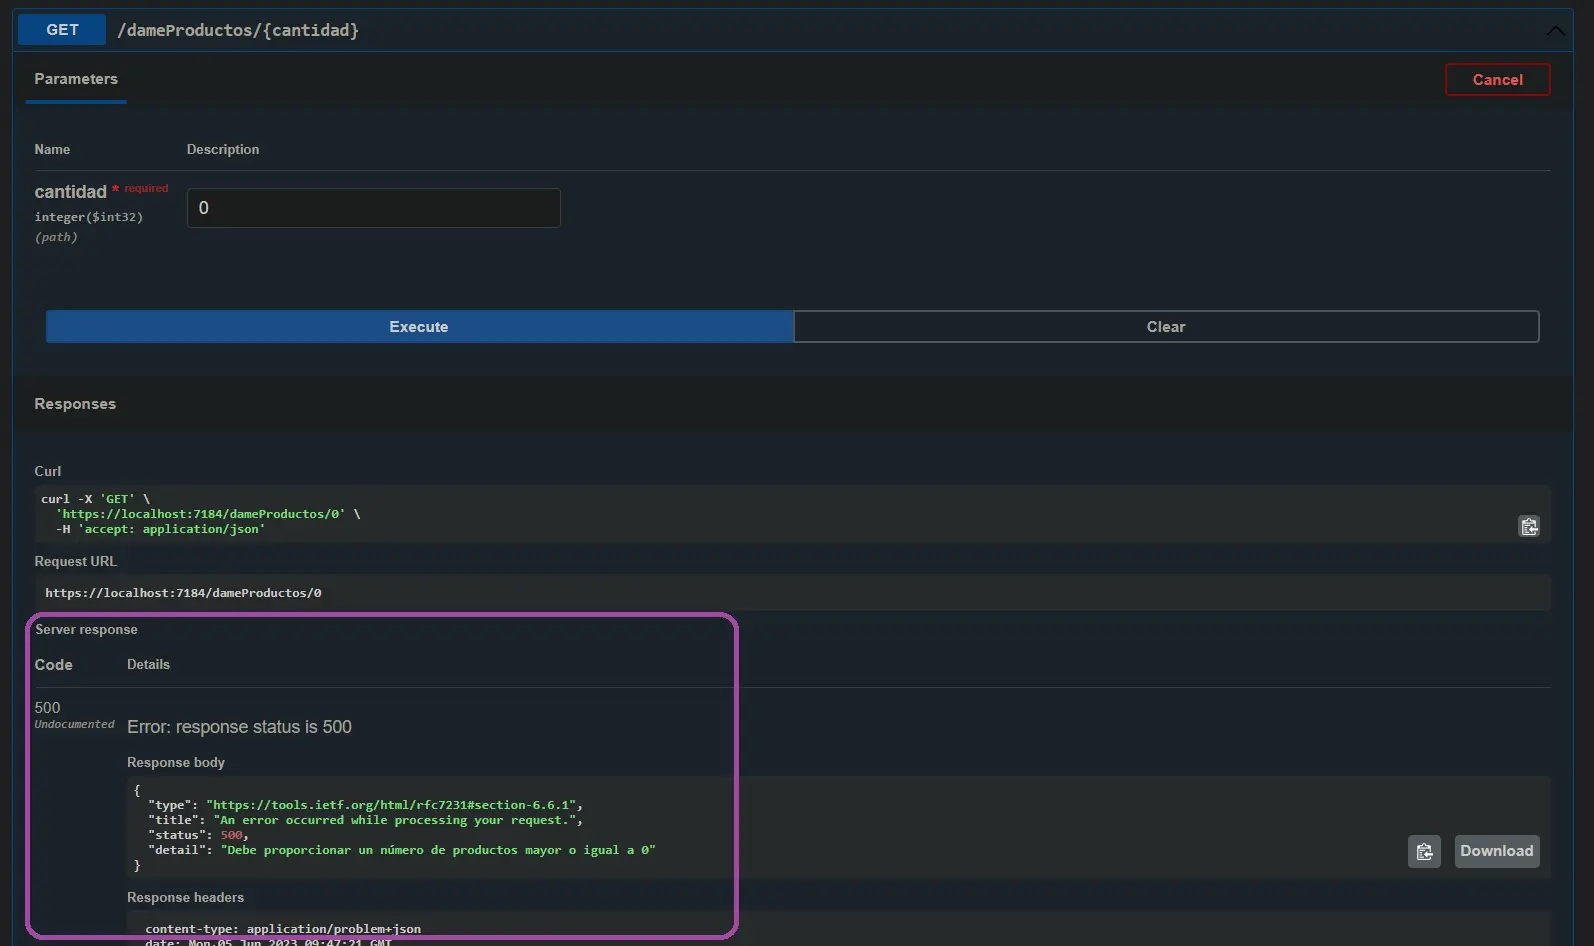 GET /dameProductos/{cantidad}
Parameters
Cancel
Name Description
cantidad * required
integer($int32)
(path)
0
Execute Clear
Responses
Curl
curl -X 'GET' \
'https://localhost:7184/dameProductos/0' \
-H 'accept: application/json'
Request URL
https://localhost:7184/dameProductos/0
Server response
Code Details
500
Undocumented
Error: response status is 500
Response body
{
"type": "https://tools.ietf.org/html/rfc7231#section-6.6.1",
"title": "An error occurred while processing your request.",
"status": 500,
"detail": "Debe proporcionar un número de productos mayor o igual a 0"
}
Download
Response headers
content-type: application/problem+json
date: Mon,05 Jun 2023 09:47:21 GMT